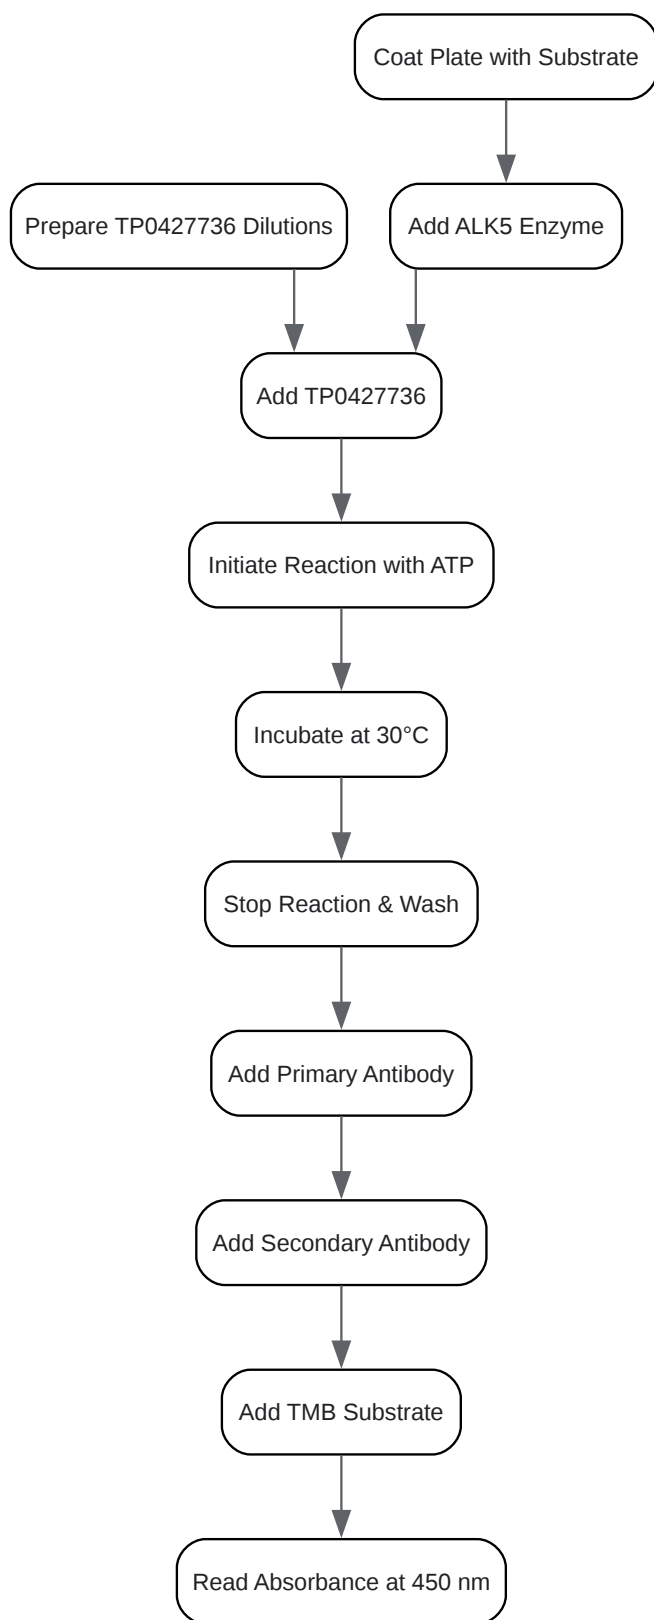 Coat Plate with Substrate
Prepare TP0427736 Dilutions
Add ALK5 Enzyme
Add TP0427736
Initiate Reaction with ATP
Incubate at 30°C
Stop Reaction & Wash
Add Primary Antibody
Add Secondary Antibody
Add TMB Substrate
Read Absorbance at 450 nm